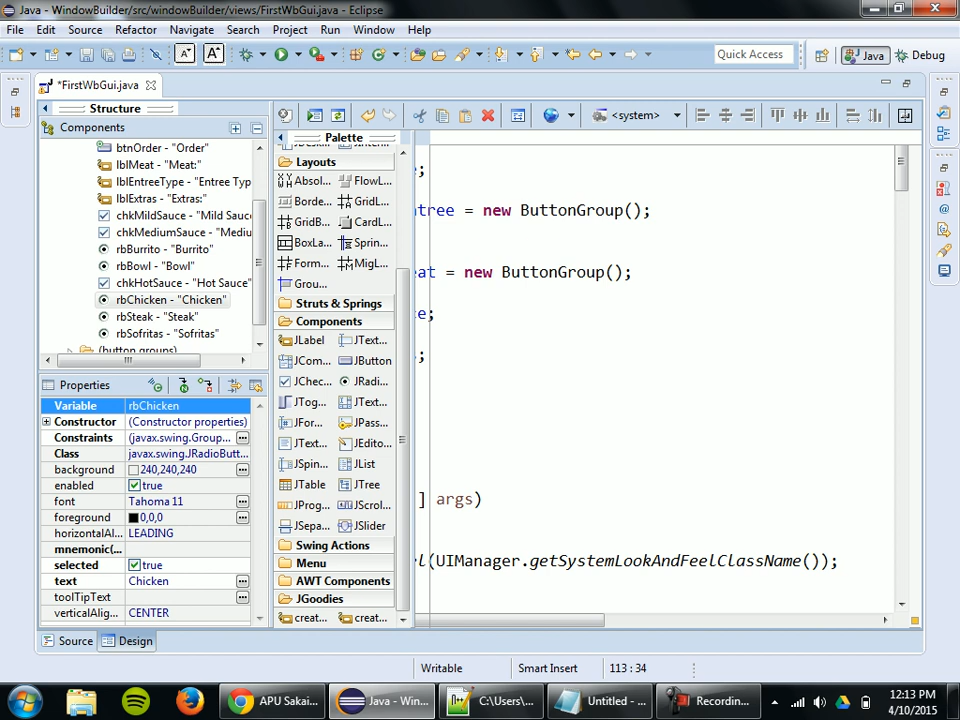 Java - WindowBuilder/src/windowBuilder/views/FirstWbGui.java - Eclipse
File Edit Source Refactor Navigate Search Project Run Window Help
A A Quick Access Java Debug
*FirstWbGui.java
Structure
Components
btnOrder - "Order"
lblMeat - "Meat:"
lblEntreeType - "Entree Typ
lblExtras - "Extras:"
chkMildSauce - "Mild Sauce
chkMediumSauce - "Mediu
rbBurrito - "Burrito"
rbBowl - "Bowl"
chkHotSauce - "Hot Sauce"
rbChicken - "Chicken"
rbSteak - "Steak"
rbSofritas - "Sofritas"
(button groups)
Properties
Variable rbChicken
Constructor (Constructor properties)
Constraints (javax.swing.Group...
Class javax.swing.JRadioButt...
background 240,240,240
enabled true
font Tahoma 11
foreground 0,0,0
horizontalAl... LEADING
mnemonic(...
selected true
text Chicken
toolTipText
verticalAlig... CENTER
Source Design
<system>
Palette
Layouts
Absol... FlowL...
Borde... GridL...
GridB... CardL...
BoxLa... Sprin...
Form... MigL...
Grou...
Struts & Springs
Components
JLabel JText...
JCom... JButton
JChec... JRadi...
JTog... JText...
JFor... JPass...
JText... JEdito...
JSpin... JList
JTable JTree
JProg... JScrol...
JSepa... JSlider
Swing Actions
Menu
AWT Components
JGoodies
creat... creat...
e;
ntree = new ButtonGroup();
eat = new ButtonGroup();
ce;
;
] args)
l(UIManager.getSystemLookAndFeelClassName());
Writable Smart Insert 113 : 34
APU Sakai... Java - Win... C:\Users\... Untitled - ... Recordin...
12:13 PM
4/10/2015